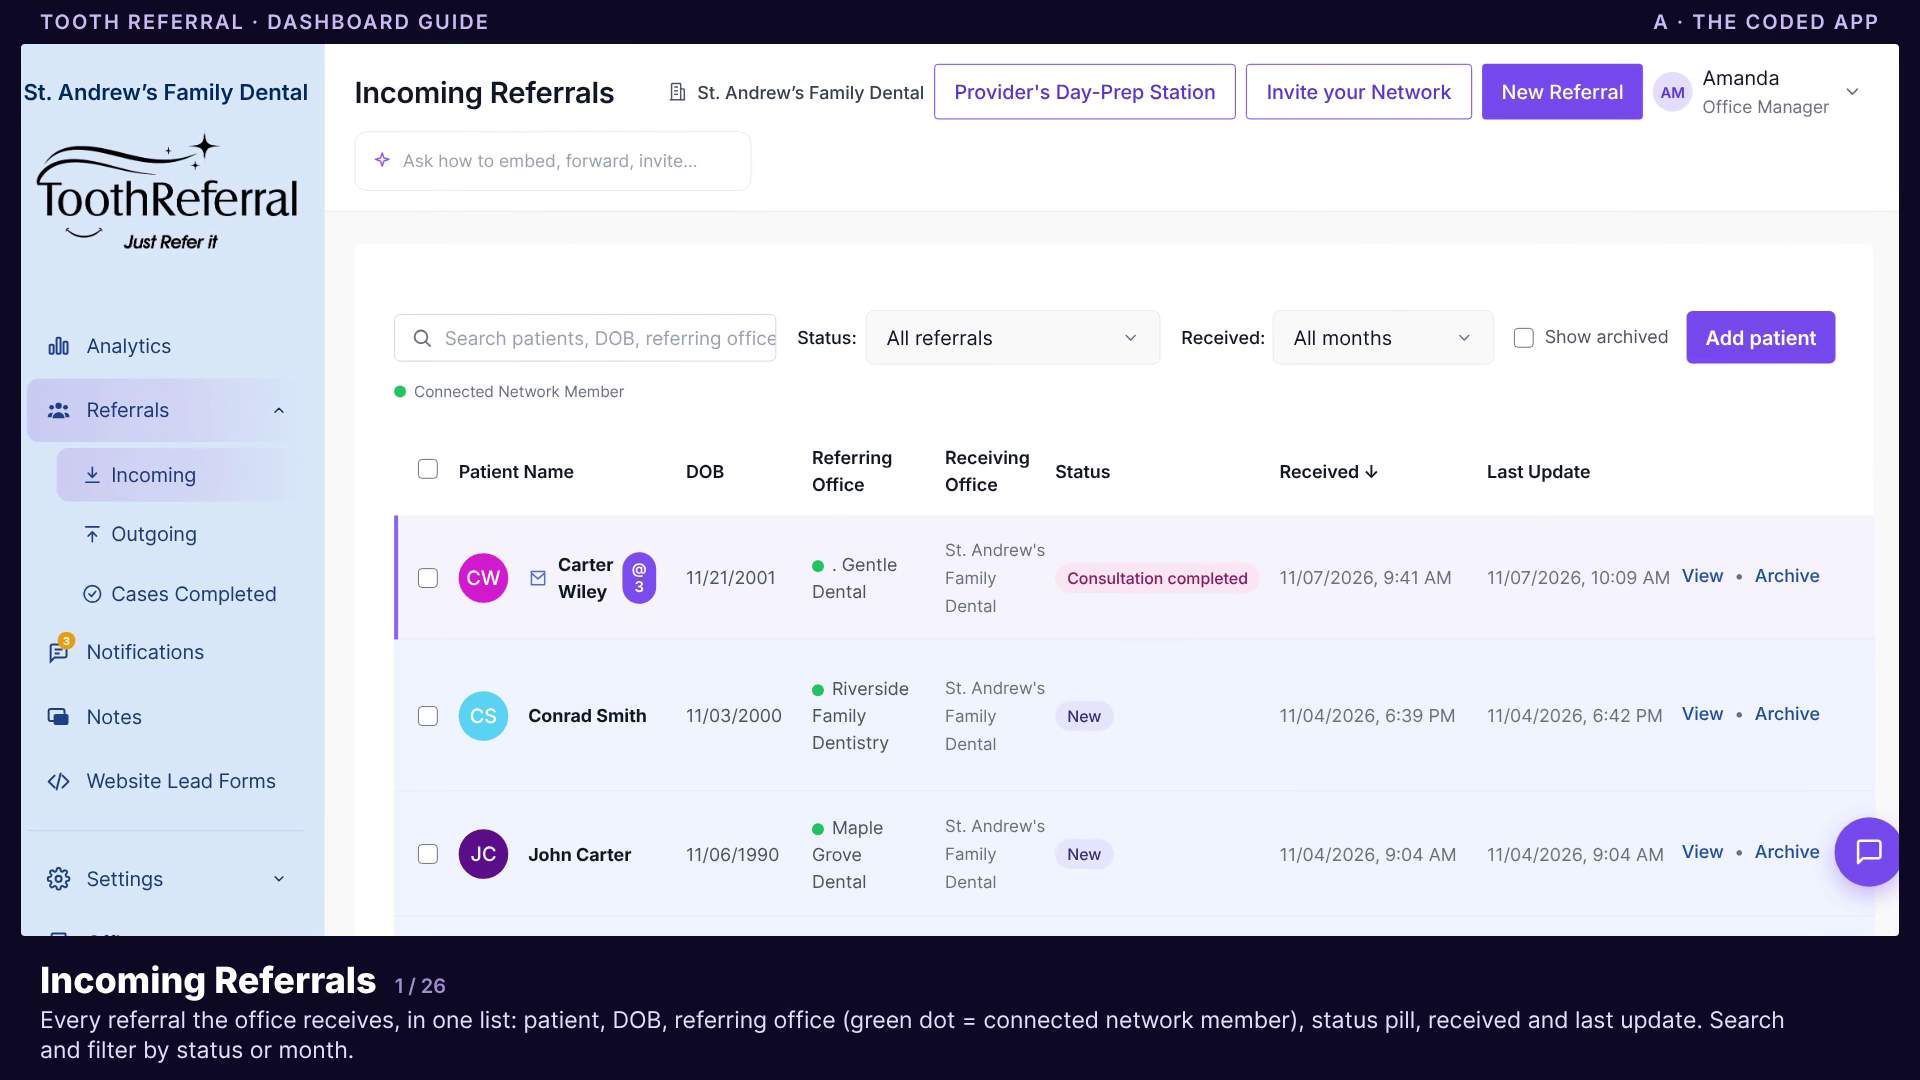 TOOTH REFERRAL · DASHBOARD GUIDE
A · THE CODED APP
St. Andrew’s Family Dental
ToothReferral
Just Refer it
Analytics
Referrals
Incoming
Outgoing
Cases Completed
3
Notifications
Notes
Website Lead Forms
Settings
Incoming Referrals
St. Andrew’s Family Dental
Provider's Day-Prep Station
Invite your Network
New Referral
AM
Amanda
Office Manager
Ask how to embed, forward, invite...
Search patients, DOB, referring office
Status:
All referrals
Received:
All months
Show archived
Add patient
Connected Network Member
Patient Name
DOB
Referring
Office
Receiving
Office
Status
Received ↓
Last Update
CW
Carter
Wiley
@
3
11/21/2001
. Gentle
Dental
St. Andrew's
Family
Dental
Consultation completed
11/07/2026, 9:41 AM
11/07/2026, 10:09 AM
View • Archive
CS
Conrad Smith
11/03/2000
Riverside
Family
Dentistry
St. Andrew's
Family
Dental
New
11/04/2026, 6:39 PM
11/04/2026, 6:42 PM
View • Archive
JC
John Carter
11/06/1990
Maple
Grove
Dental
St. Andrew's
Family
Dental
New
11/04/2026, 9:04 AM
11/04/2026, 9:04 AM
View • Archive
Incoming Referrals 1 / 26
Every referral the office receives, in one list: patient, DOB, referring office (green dot = connected network member), status pill, received and last update. Search
and filter by status or month.